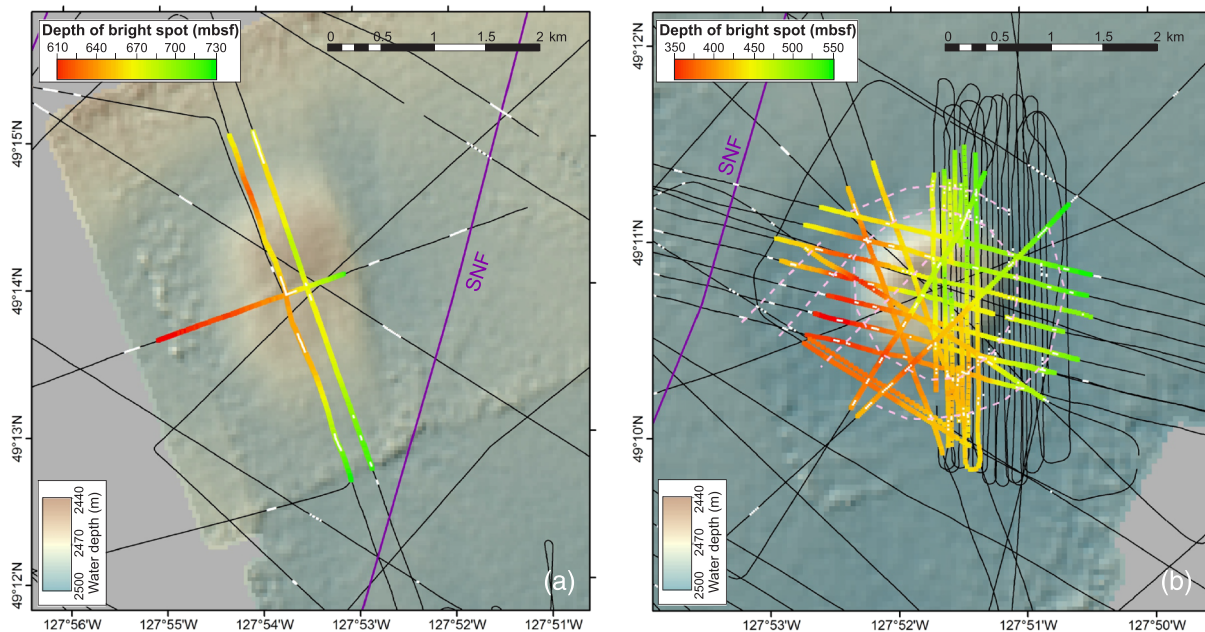 Depth of bright spot (mbsf)
610 640 670 700 730
0 0.5 1 1.5 2 km
49°15'N
49°14'N
49°13'N
49°12'N
SNF
2440
2470
2500
Water depth (m)
(a)
127°56'W 127°55'W 127°54'W 127°53'W 127°52'W 127°51'W
Depth of bright spot (mbsf)
350 400 450 500 550
0 0.5 1 1.5 2 km
49°12'N
49°11'N
49°10'N
SNF
2440
2470
2500
Water depth (m)
(b)
127°53'W 127°52'W 127°51'W 127°50'W